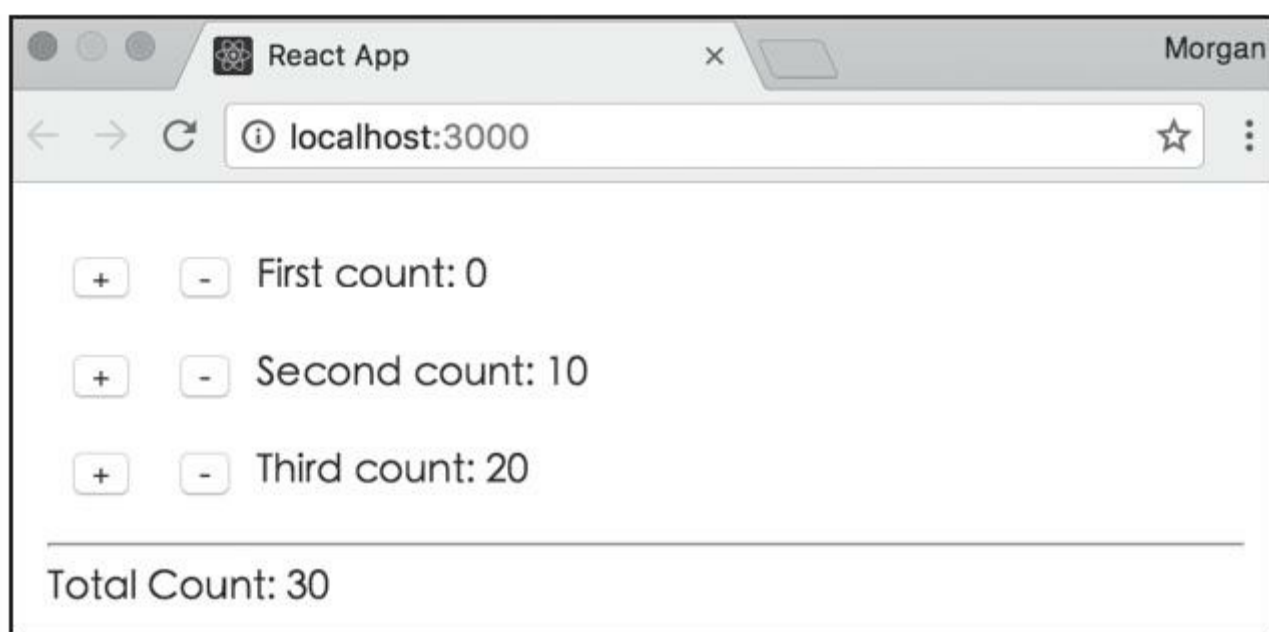 React App × Morgan
localhost:3000
+ - First count: 0
+ - Second count: 10
+ - Third count: 20
Total Count: 30